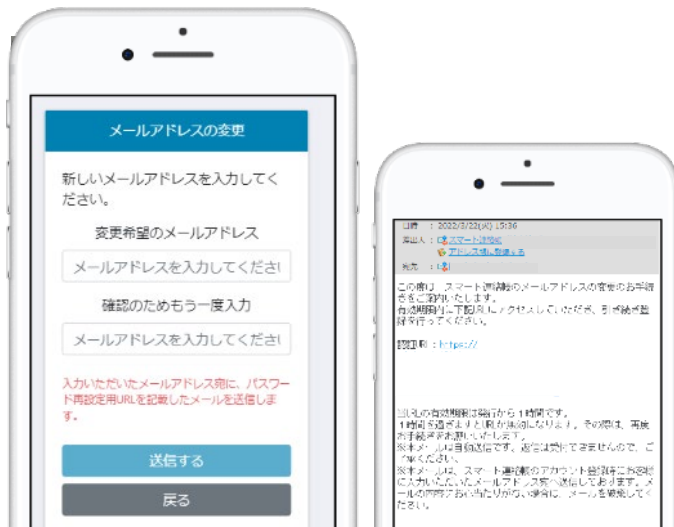 メールアドレスの変更
新しいメールアドレスを入力してく
ださい。
変更希望のメールアドレス
メールアドレスを入力してくださ
確認のためもう一度入力
メールアドレスを入力してくださ
入力いただいたメールアドレス宛に、パスワー
ド再設定用URLを記載したメールを送信しま
す。
送信する
戻る
日時 : 2022/3/22(火) 15:36
差出人 : スマート連絡帳
アドレス帳に登録する
宛先 :
この度は、スマート連絡帳のメールアドレスの変更のお手続
きをご案内いたします。
有効期限内に下記URLにアクセスしていただき、引き続き登
録を行ってください。
認証URL : https://
当URLの有効期限は発行から1時間です。
1時間を過ぎますとURLが無効になります。その際は、再度
お手続きをお願いいたします。
※本メールは自動送信です。返信は受付できませんので、ご
了承ください。
※本メールは、スマート連絡帳のアカウント登録時にお客様
に入力いただいたメールアドレス宛へ送信しております。メ
ールの内容にお心当たりがない場合は、メールを破棄してく
ださい。